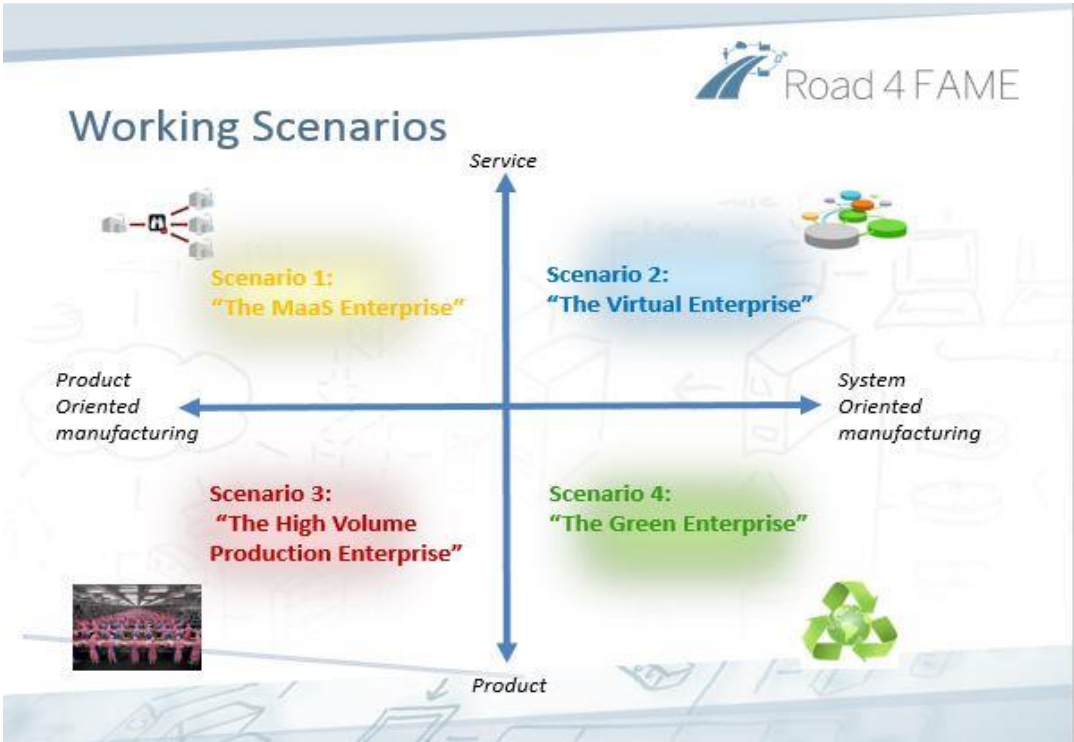 Road 4 FAME
Working Scenarios
Service
Scenario 1:
“The MaaS Enterprise”
Scenario 2:
“The Virtual Enterprise”
Product
Oriented
manufacturing
System
Oriented
manufacturing
Scenario 3:
“The High Volume
Production Enterprise”
Scenario 4:
“The Green Enterprise”
Product